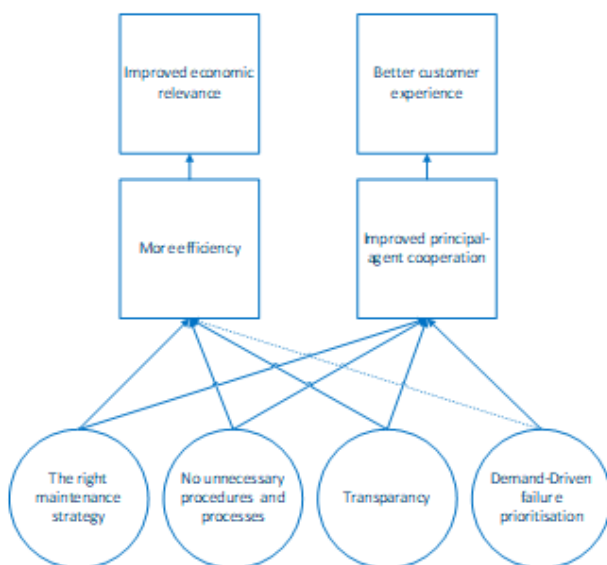 Improved economic
relevance
Better customer
experience
More efficiency
Improved principal-
agent cooperation
The right
maintenance
strategy
No unnecessary
procedures and
processes
Transparancy
Demand-Driven
failure
prioritisation